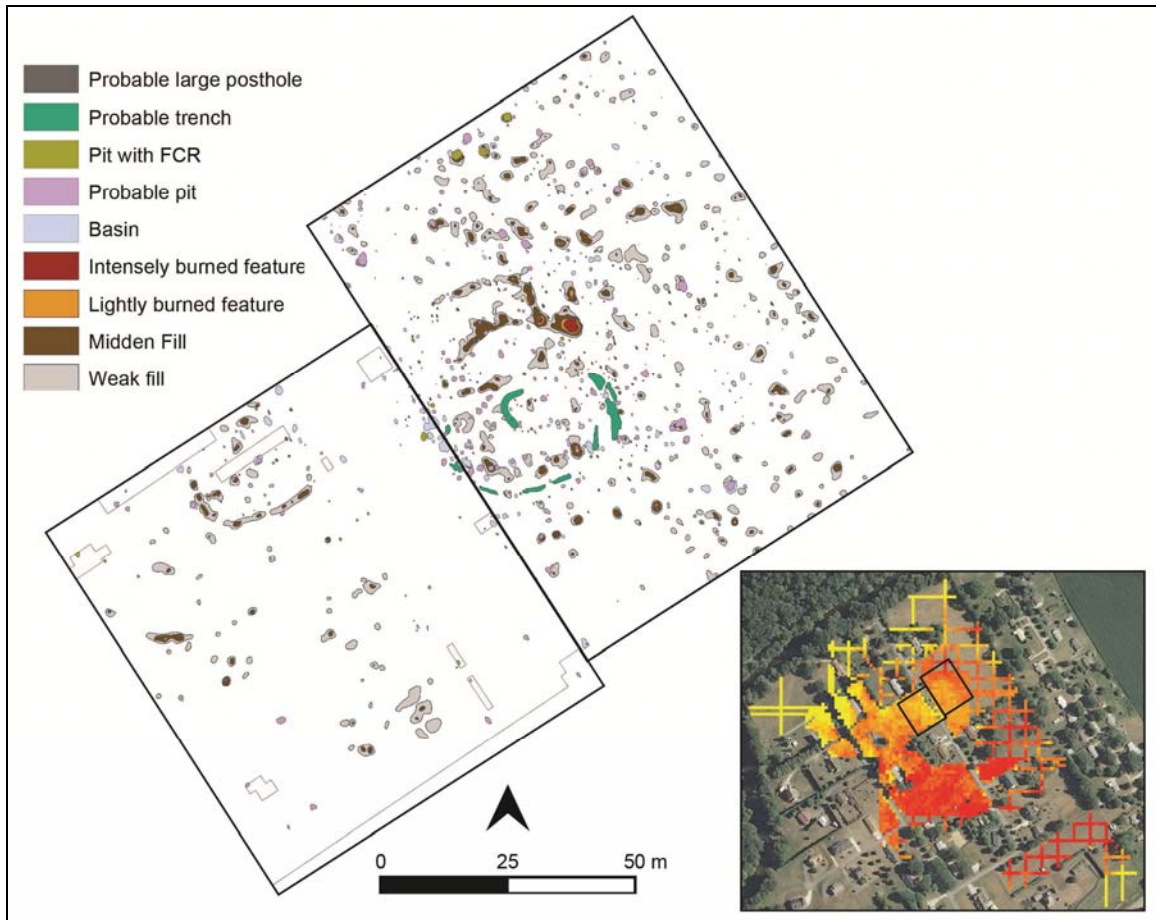 Probable large posthole
Probable trench
Pit with FCR
Probable pit
Basin
Intensely burned feature
Lightly burned feature
Midden Fill
Weak fill
0 25 50 m